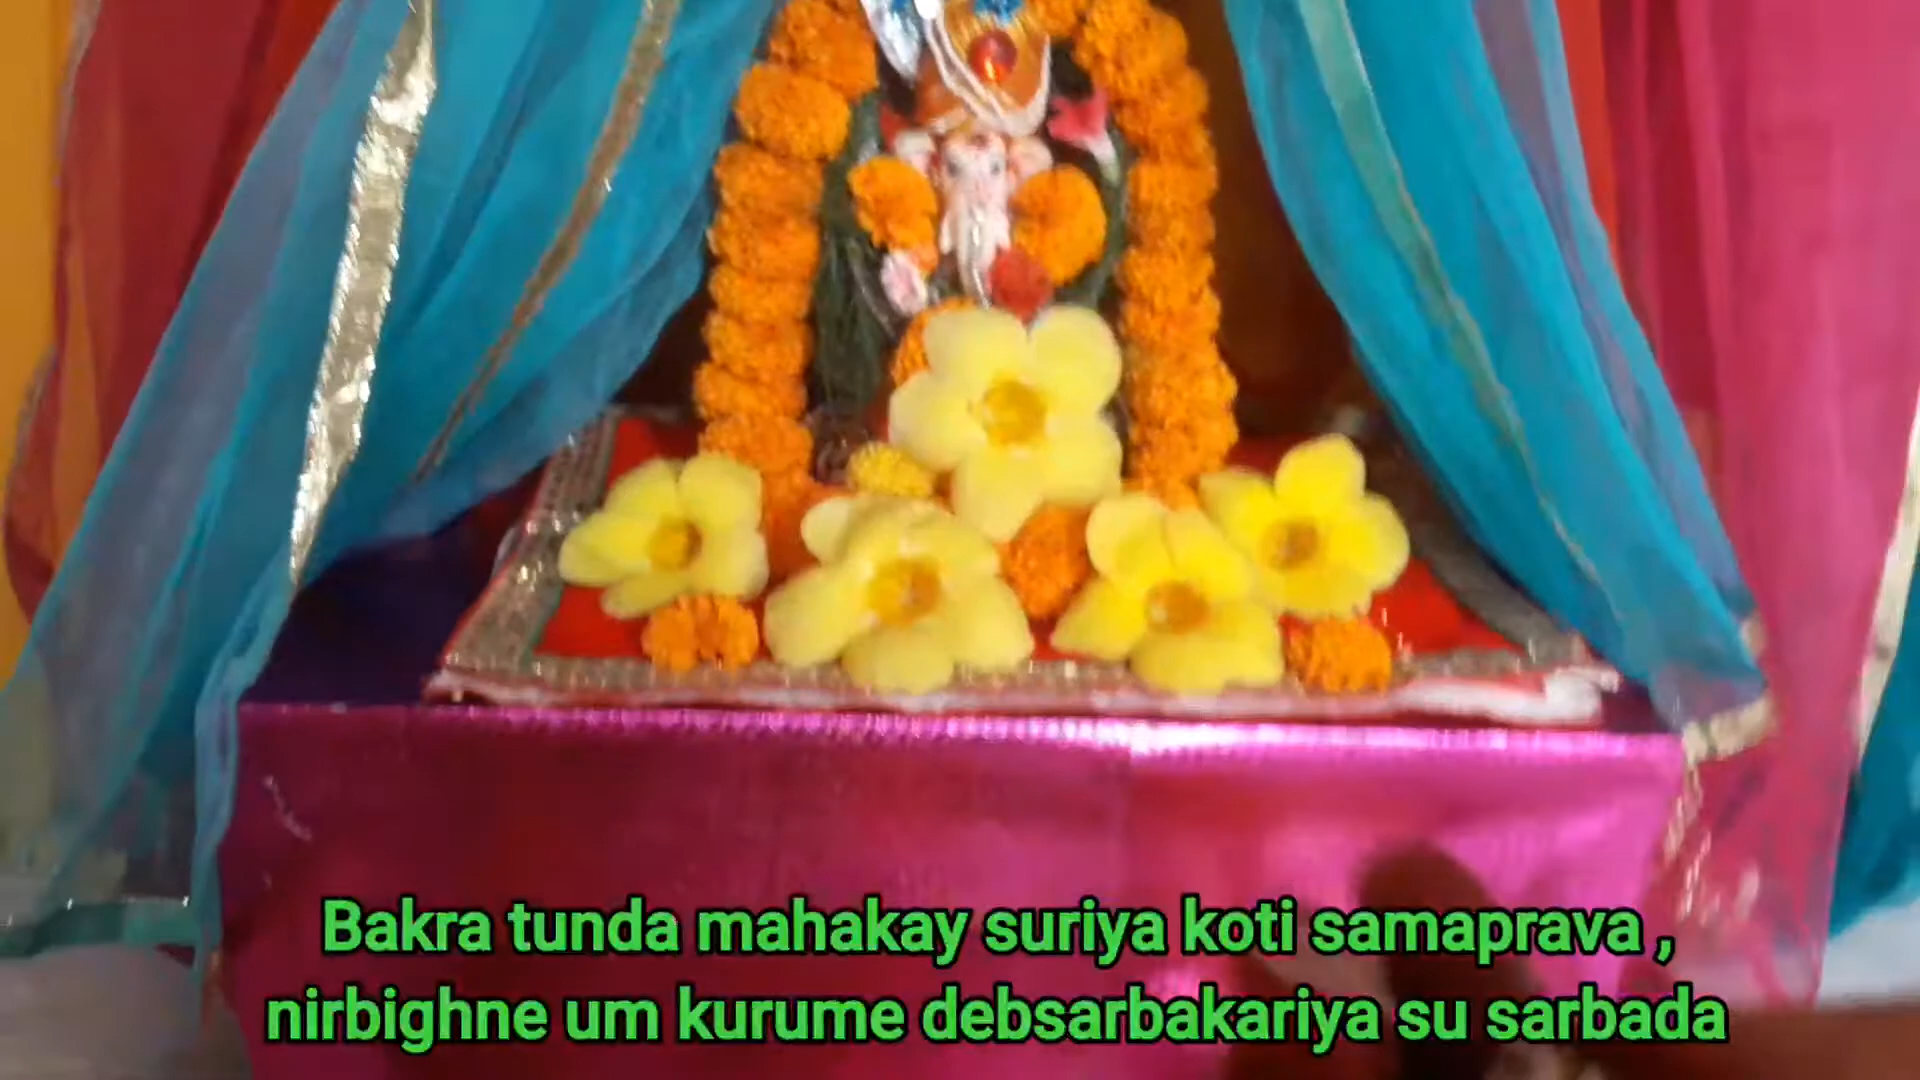 Bakra tunda mahakay suriya koti samaprava ,
nirbighne um kurume debsarbakariya su sarbada